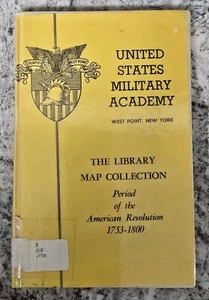 UNITED
STATES
MILITARY
ACADEMY
WEST POINT, NEW YORK
THE LIBRARY
MAP COLLECTION
Period
of the
American Revolution
1753-1800